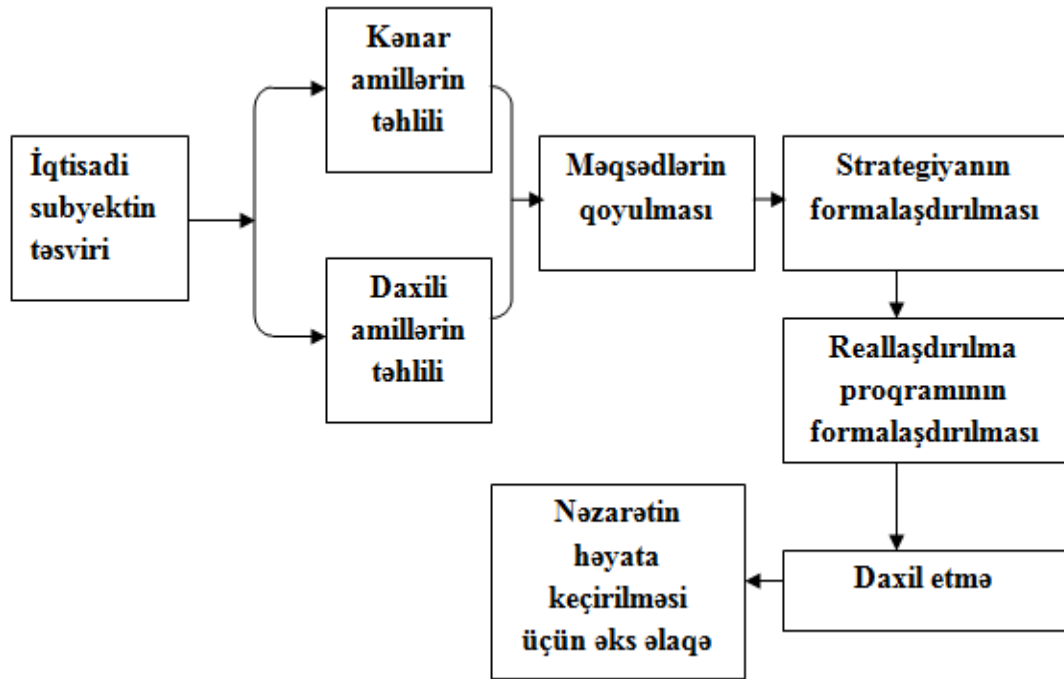 İqtisadi
subyektin
təsviri
Kənar
amillərin
təhlili
Daxili
amillərin
təhlili
Məqsədlərin
qoyulması
Strategiyanın
formalaşdırılması
Reallaşdırılma
proqramının
formalaşdırılması
Daxil etmə
Nəzarətin
həyata
keçirilməsi
üçün əks əlaqə